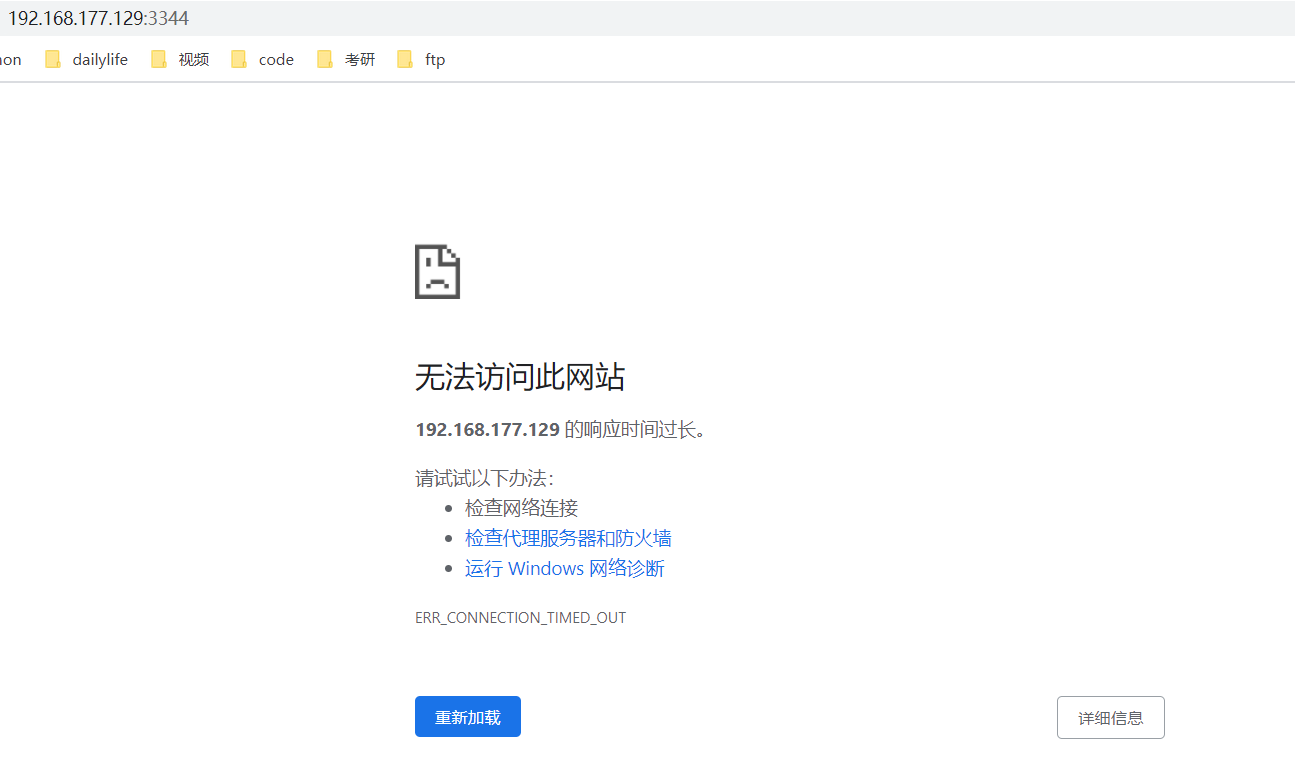 192.168.177.129:3344
non dailylife 视频 code 考研 ftp
无法访问此网站
192.168.177.129 的响应时间过长。
请试试以下办法：
检查网络连接
检查代理服务器和防火墙
运行 Windows 网络诊断
ERR_CONNECTION_TIMED_OUT
重新加载 详细信息